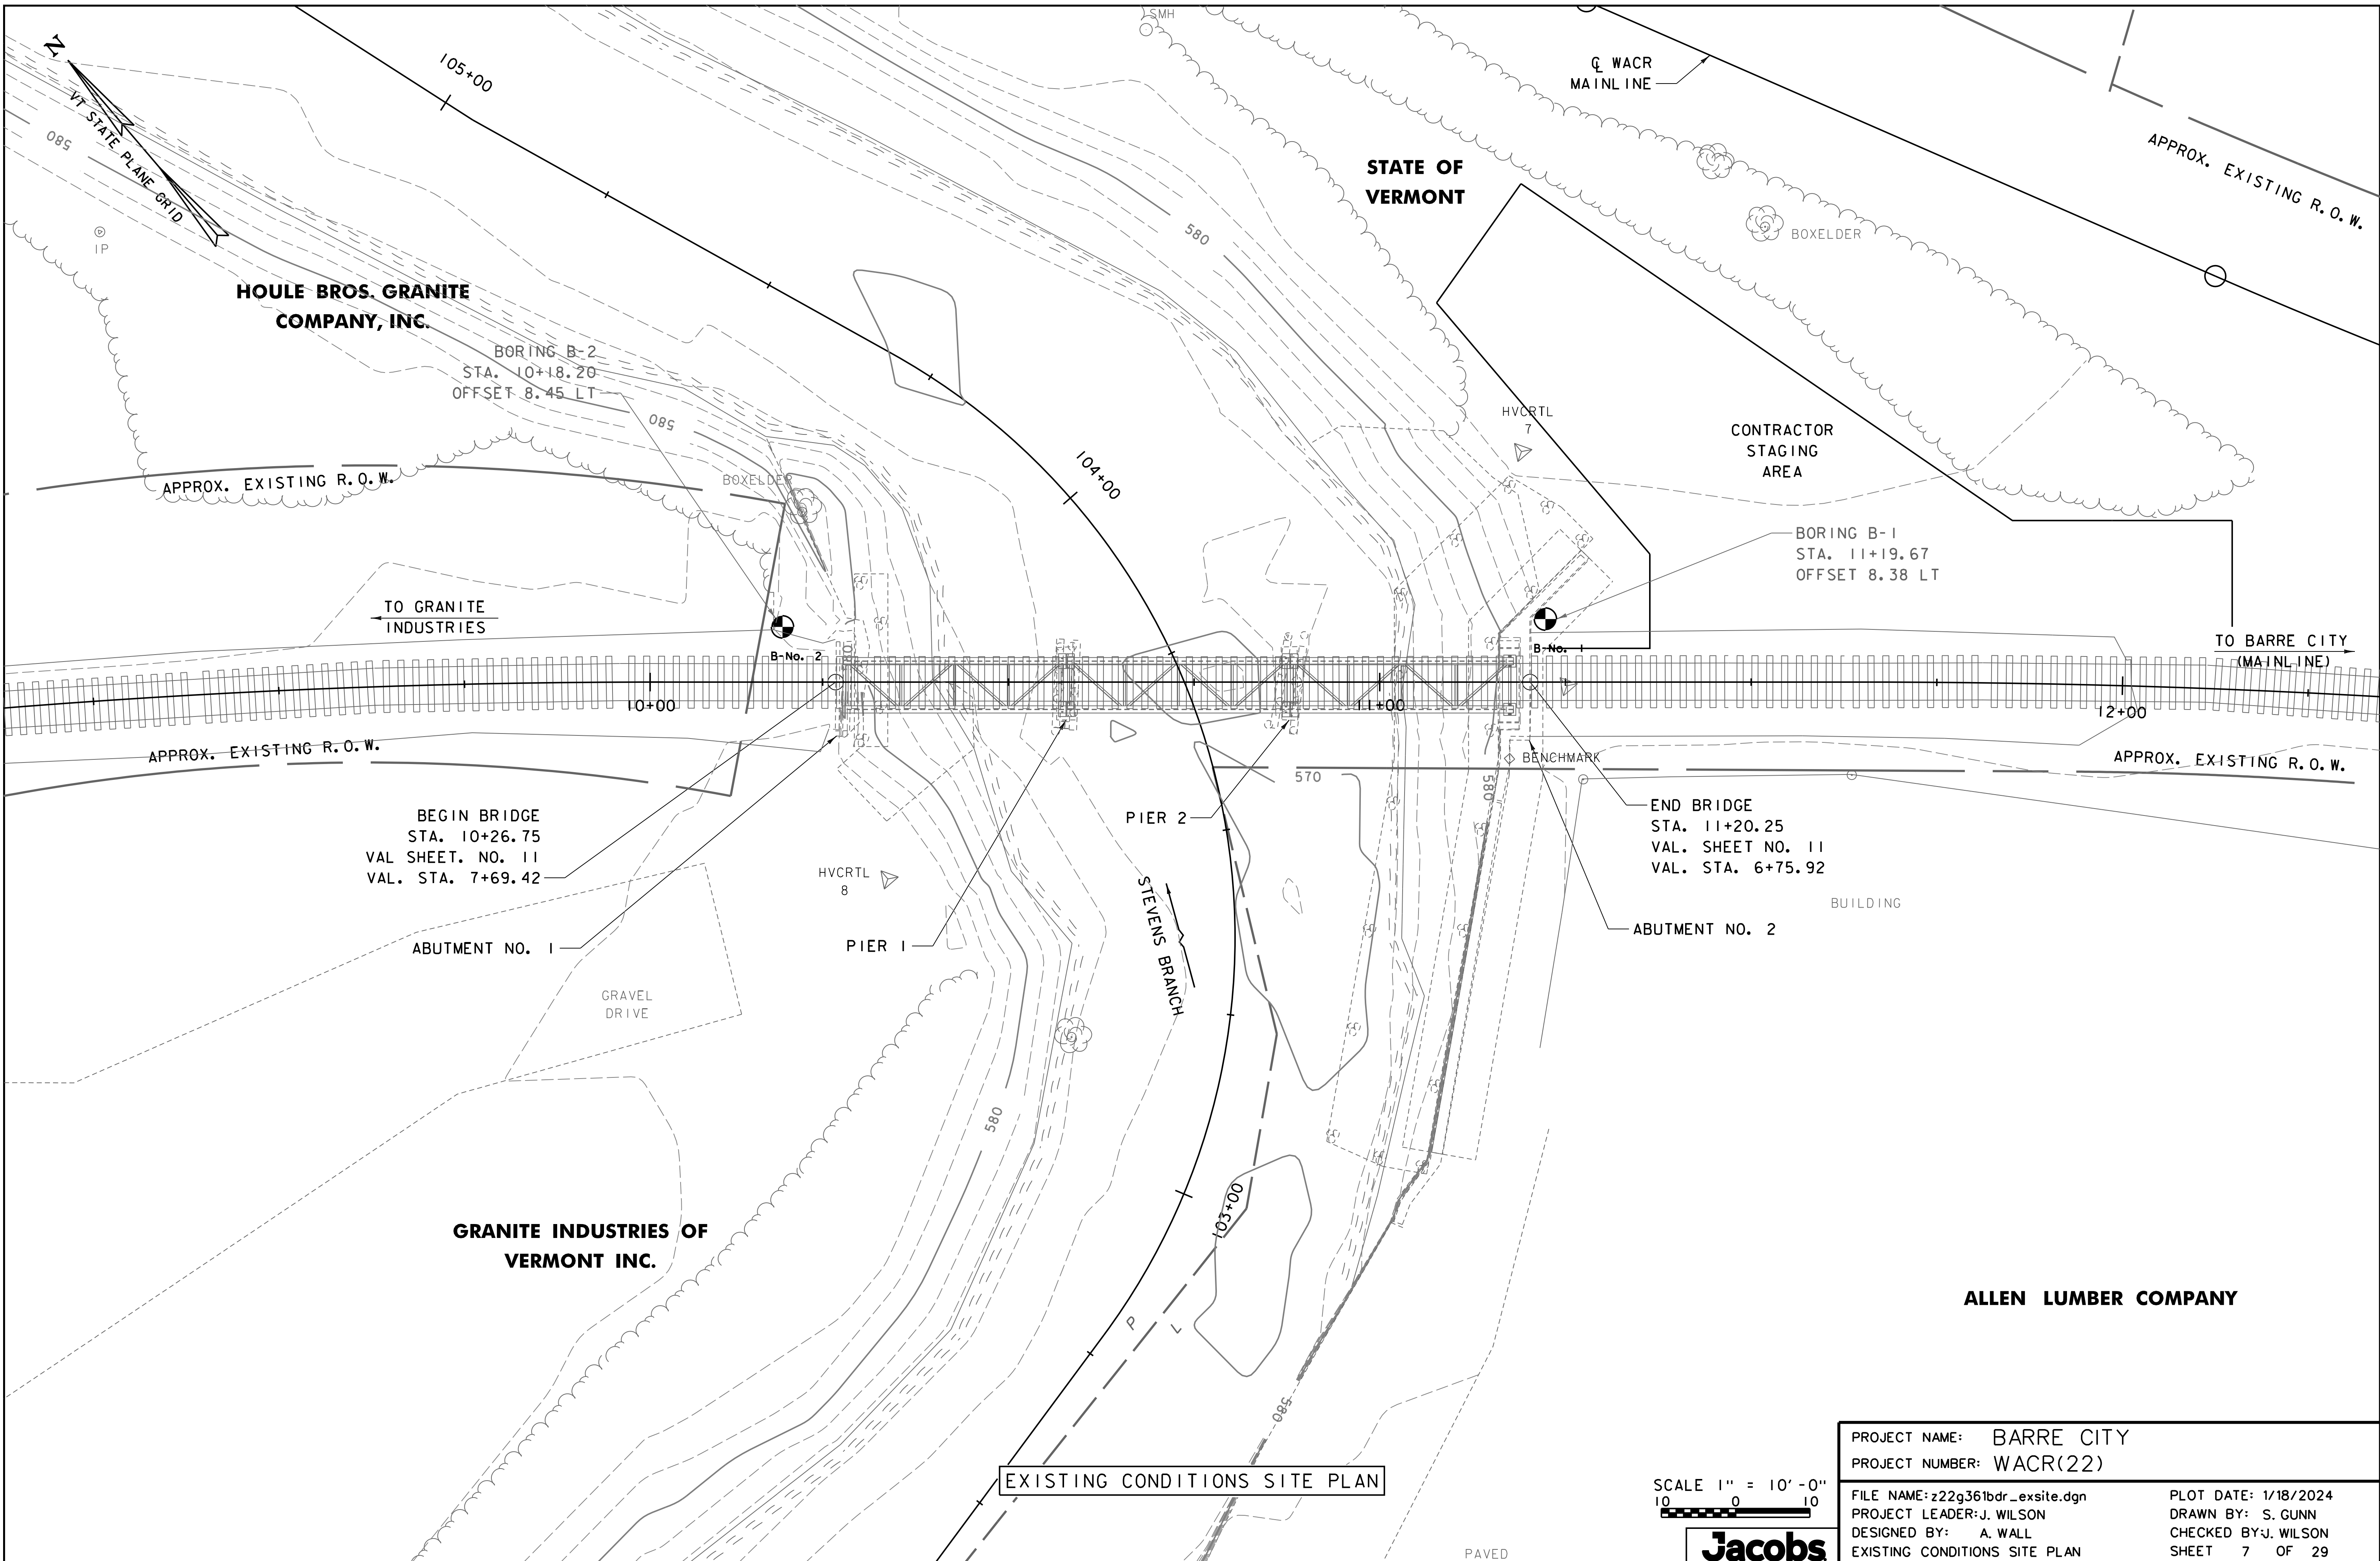 SMH
℄ WACR
MAINLINE
N
VT STATE PLANE GRID
105+00
580
APPROX. EXISTING R.O.W.
STATE OF
VERMONT
580
BOXELDER
IP
HOULE BROS. GRANITE
COMPANY, INC.
BORING B-2
STA. 10+18.20
OFFSET 8.45 LT
580
HVCRTL
7
CONTRACTOR
STAGING
AREA
104+00
APPROX. EXISTING R.O.W.
BOXELDER
BORING B-1
STA. 11+19.67
OFFSET 8.38 LT
TO GRANITE
INDUSTRIES
TO BARRE CITY
(MAINLINE)
B-No. 2
580
B-No. 1
10+00
11+00
12+00
APPROX. EXISTING R.O.W.
BENCHMARK
APPROX. EXISTING R.O.W.
570
580
BEGIN BRIDGE
STA. 10+26.75
VAL SHEET. NO. 11
VAL. STA. 7+69.42
PIER 2
END BRIDGE
STA. 11+20.25
VAL. SHEET NO. 11
VAL. STA. 6+75.92
HVCRTL
8
STEVENS BRANCH
BUILDING
ABUTMENT NO. 1
PIER 1
ABUTMENT NO. 2
GRAVEL
DRIVE
580
103+00
GRANITE INDUSTRIES OF
VERMONT INC.
ALLEN LUMBER COMPANY
P L
580
EXISTING CONDITIONS SITE PLAN
SCALE 1" = 10'-0"
10 0 10
Jacobs
PAVED
PROJECT NAME: BARRE CITY
PROJECT NUMBER: WACR(22)
FILE NAME: z22g361bdr_exsite.dgn PLOT DATE: 1/18/2024
PROJECT LEADER: J. WILSON DRAWN BY: S. GUNN
DESIGNED BY: A. WALL CHECKED BY: J. WILSON
EXISTING CONDITIONS SITE PLAN SHEET 7 OF 29